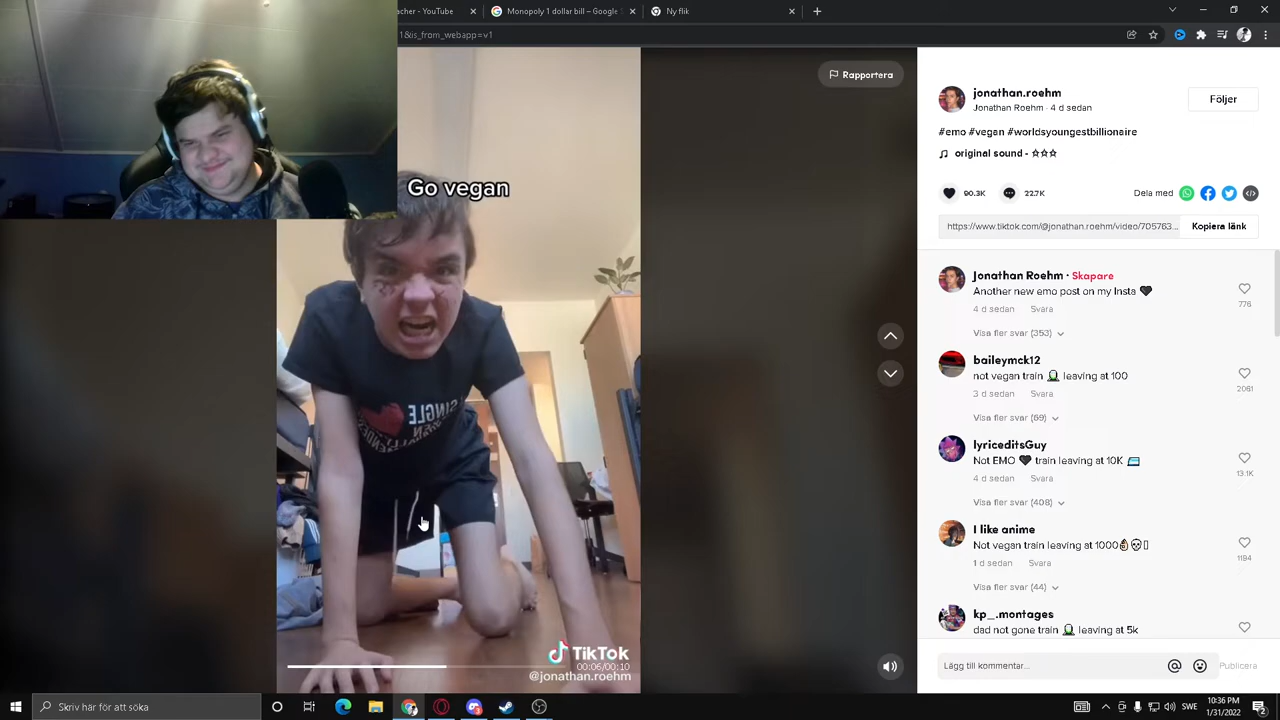 acher - YouTube
Monopoly 1 dollar bill – Google S
Ny flik
1&is_from_webapp=v1
Rapportera
Go vegan
SINGLE
TikTok
00:06/00:10
@jonathan.roehm
jonathan.roehm
Jonathan Roehm · 4 d sedan
Följer
#emo #vegan #worldsyoungestbillionaire
original sound - ☆☆☆
90.3K
22.7K
Dela med
https://www.tiktok.com/@jonathan.roehm/video/705763...
Kopiera länk
Jonathan Roehm · Skapare
Another new emo post on my Insta 🖤
776
4 d sedan Svara
Visa fler svar (353)
baileymck12
not vegan train leaving at 100
2081
3 d sedan Svara
Visa fler svar (69)
lyriceditsGuy
Not EMO 🖤 train leaving at 10K
13.1K
4 d sedan Svara
Visa fler svar (408)
I like anime
Not vegan train leaving at 1000
1194
1 d sedan Svara
Visa fler svar (44)
kp_.montages
dad not gone train leaving at 5k
Lägg till kommentar...
Publicera
Skriv här för att söka
SWE
10:36 PM
1/31/2022